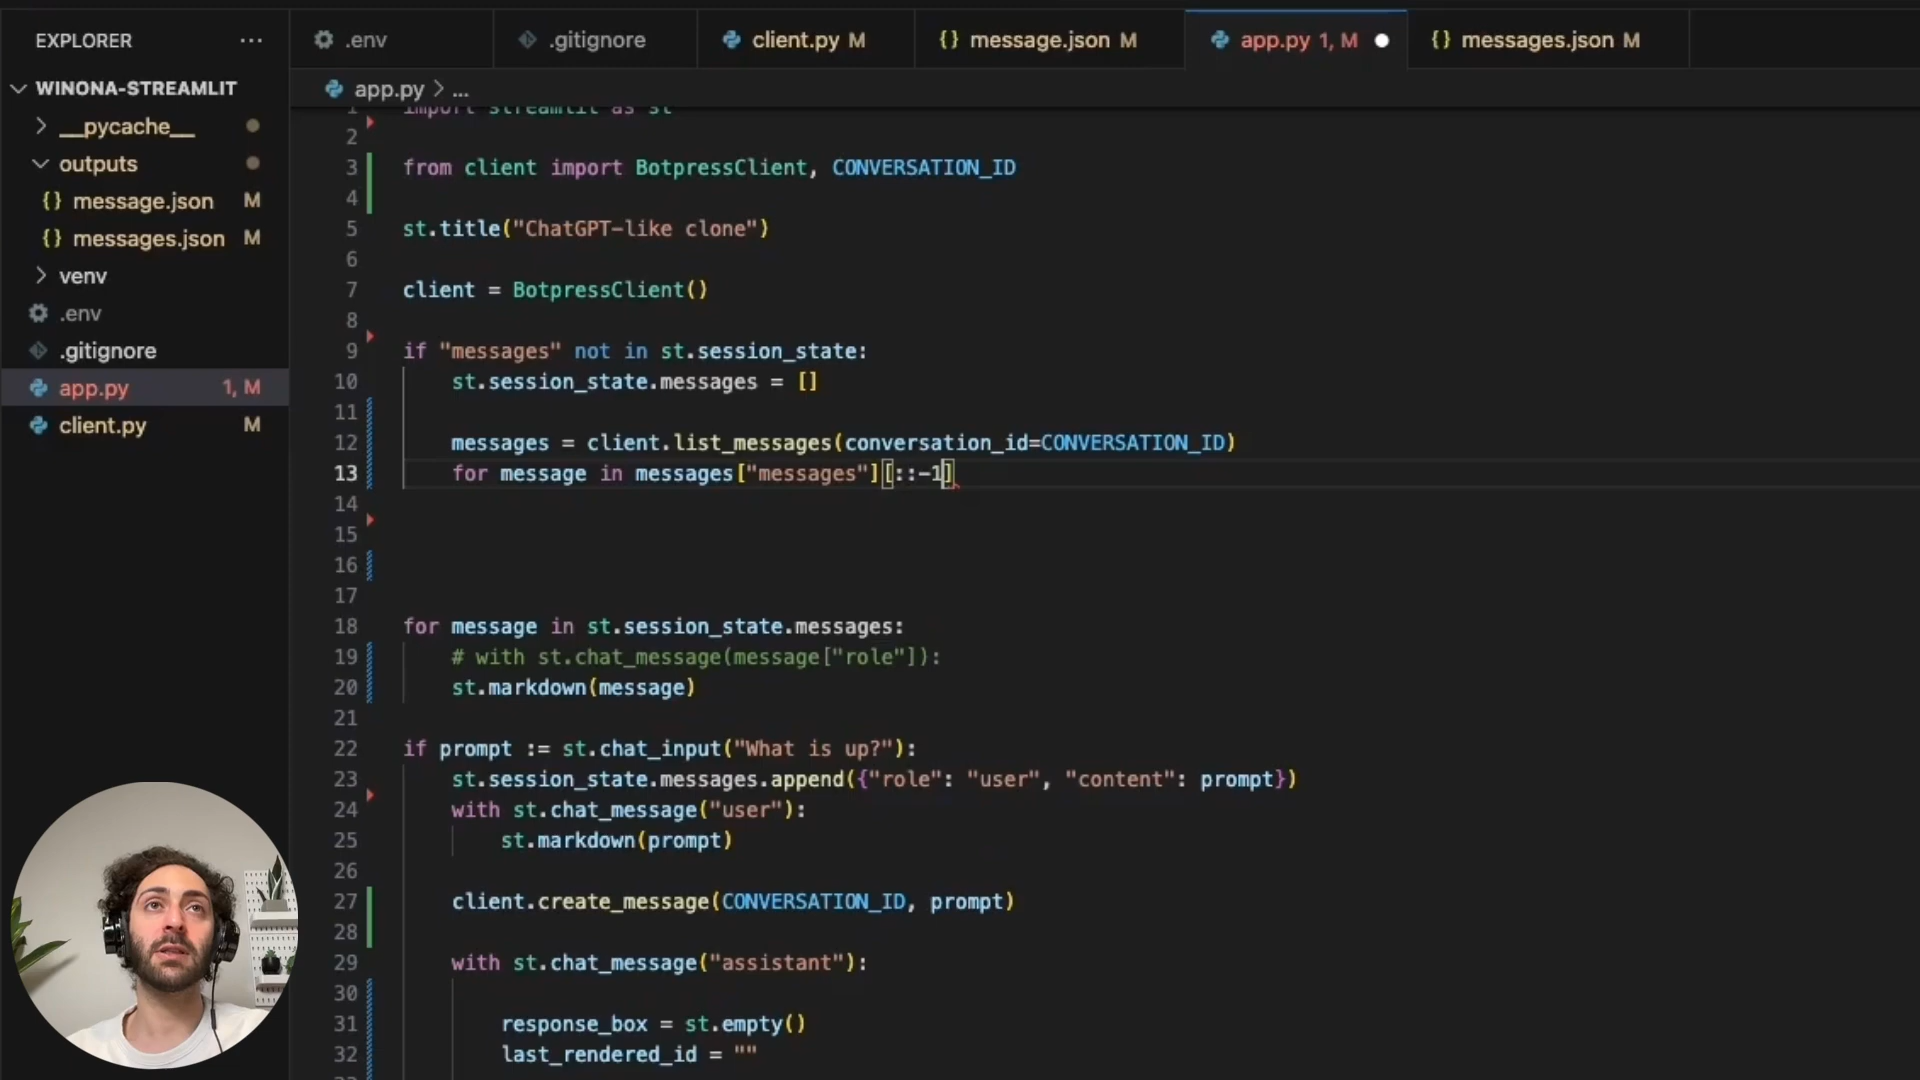 EXPLORER
WINONA-STREAMLIT
__pycache__
outputs
message.json M
messages.json M
venv
.env
.gitignore
app.py 1, M
client.py M
.env
.gitignore
client.py M
message.json M
app.py 1, M
messages.json M
app.py > ...
1 import streamlit as st
2
3 from client import BotpressClient, CONVERSATION_ID
4
5 st.title("ChatGPT-like clone")
6
7 client = BotpressClient()
8
9 if "messages" not in st.session_state:
10 st.session_state.messages = []
11
12 messages = client.list_messages(conversation_id=CONVERSATION_ID)
13 for message in messages["messages"][::-1]
14
15
16
17
18 for message in st.session_state.messages:
19 # with st.chat_message(message["role"]):
20 st.markdown(message)
21
22 if prompt := st.chat_input("What is up?"):
23 st.session_state.messages.append({"role": "user", "content": prompt})
24 with st.chat_message("user"):
25 st.markdown(prompt)
26
27 client.create_message(CONVERSATION_ID, prompt)
28
29 with st.chat_message("assistant"):
30
31 response_box = st.empty()
32 last_rendered_id = ""